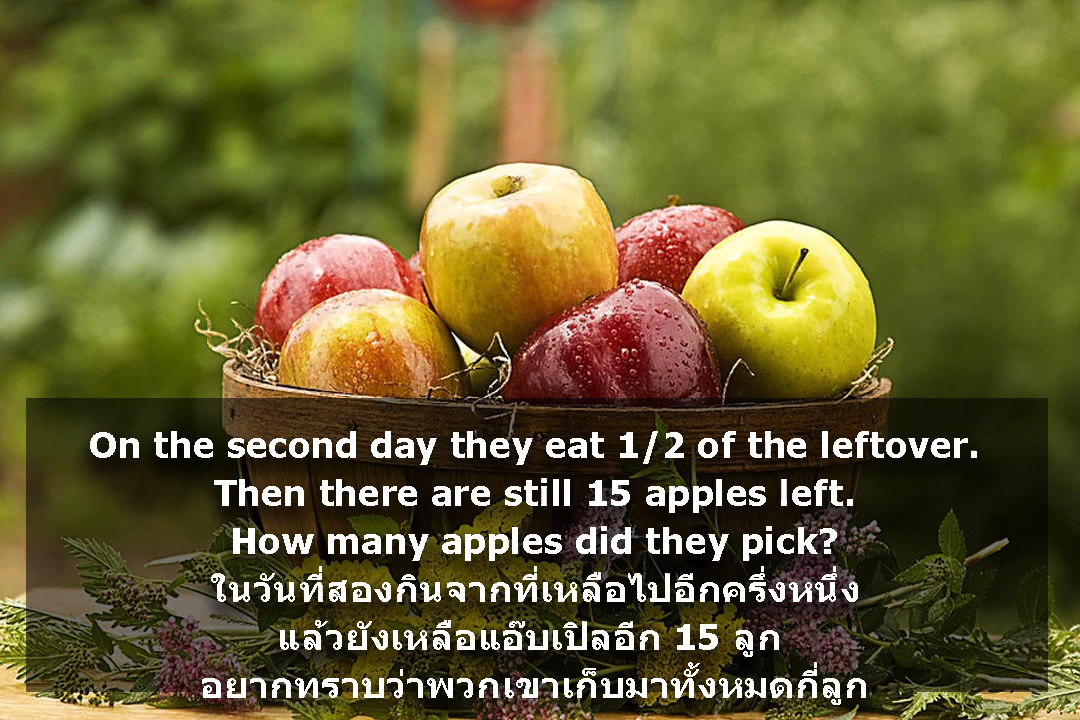 On the second day they eat 1/2 of the leftover.
Then there are still 15 apples left.
How many apples did they pick?
ในวันที่สองกินจากที่เหลือไปอีกครึ่งหนึ่ง
แล้วยังเหลือแอ๊บเปิลอีก 15 ลูก
อยากทราบว่าพวกเขาเก็บมาทั้งหมดกี่ลูก